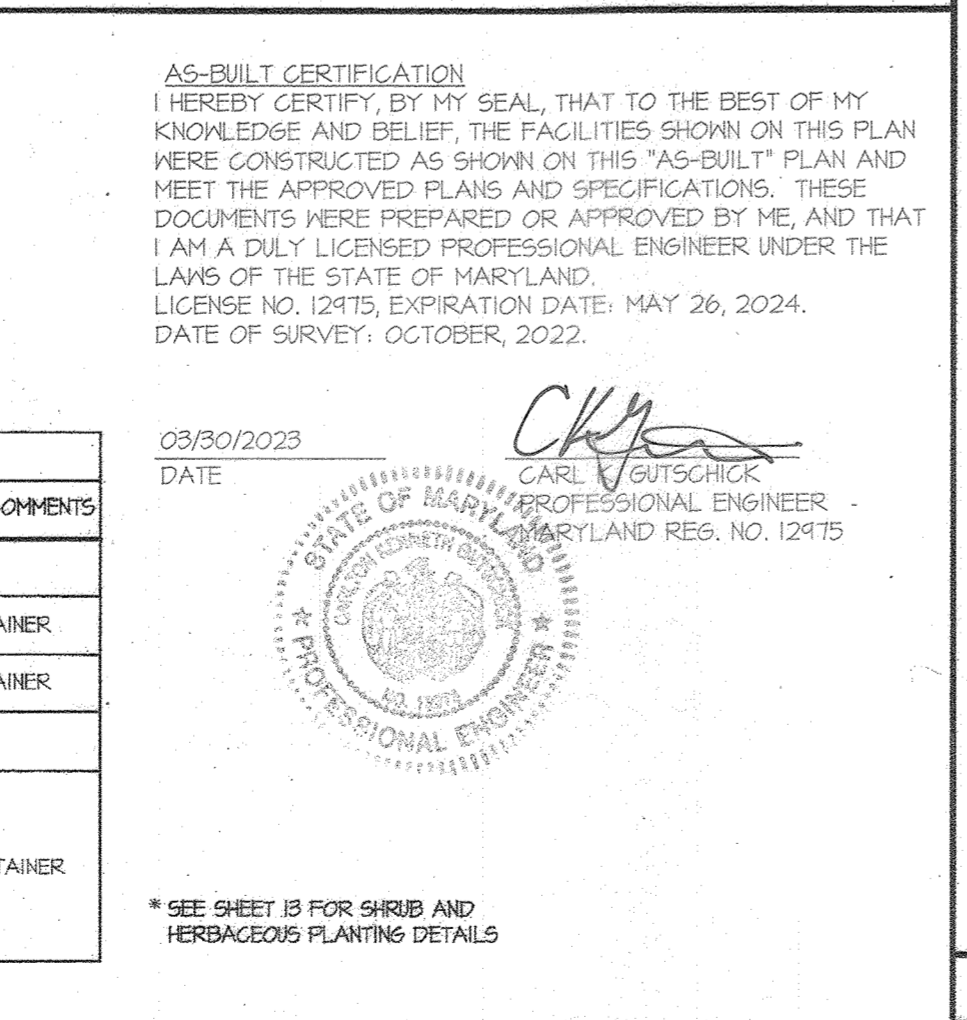 AS-BUILT CERTIFICATION
I HEREBY CERTIFY, BY MY SEAL, THAT TO THE BEST OF MY
KNOWLEDGE AND BELIEF, THE FACILITIES SHOWN ON THIS PLAN
WERE CONSTRUCTED AS SHOWN ON THIS "AS-BUILT" PLAN AND
MEET THE APPROVED PLANS AND SPECIFICATIONS. THESE
DOCUMENTS WERE PREPARED OR APPROVED BY ME, AND THAT
I AM A DULY LICENSED PROFESSIONAL ENGINEER UNDER THE
LAWS OF THE STATE OF MARYLAND.
LICENSE NO. 12975, EXPIRATION DATE: MAY 26, 2024.
DATE OF SURVEY: OCTOBER, 2022.
03/30/2023
DATE
CARL K. GUTSCHICK
PROFESSIONAL ENGINEER
MARYLAND REG. NO. 12975
STATE OF MARYLAND
CARLTON KENNETH GUTSCHICK
NO. 12975
★ PROFESSIONAL ENGINEER ★
OMMENTS
AINER
AINER
TAINER
* SEE SHEET 13 FOR SHRUB AND
HERBACEOUS PLANTING DETAILS